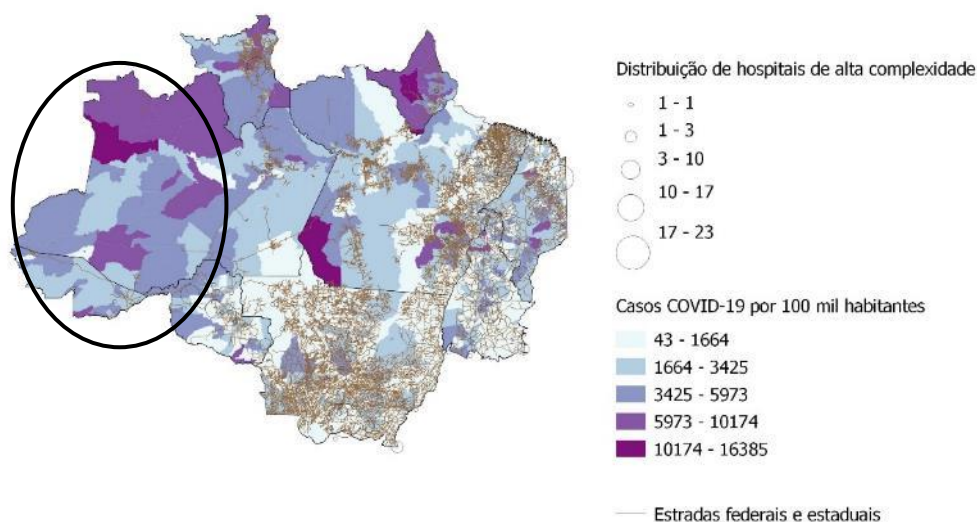 Distribuição de hospitais de alta complexidade
1 - 1
1 - 3
3 - 10
10 - 17
17 - 23
Casos COVID-19 por 100 mil habitantes
43 - 1664
1664 - 3425
3425 - 5973
5973 - 10174
10174 - 16385
Estradas federais e estaduais